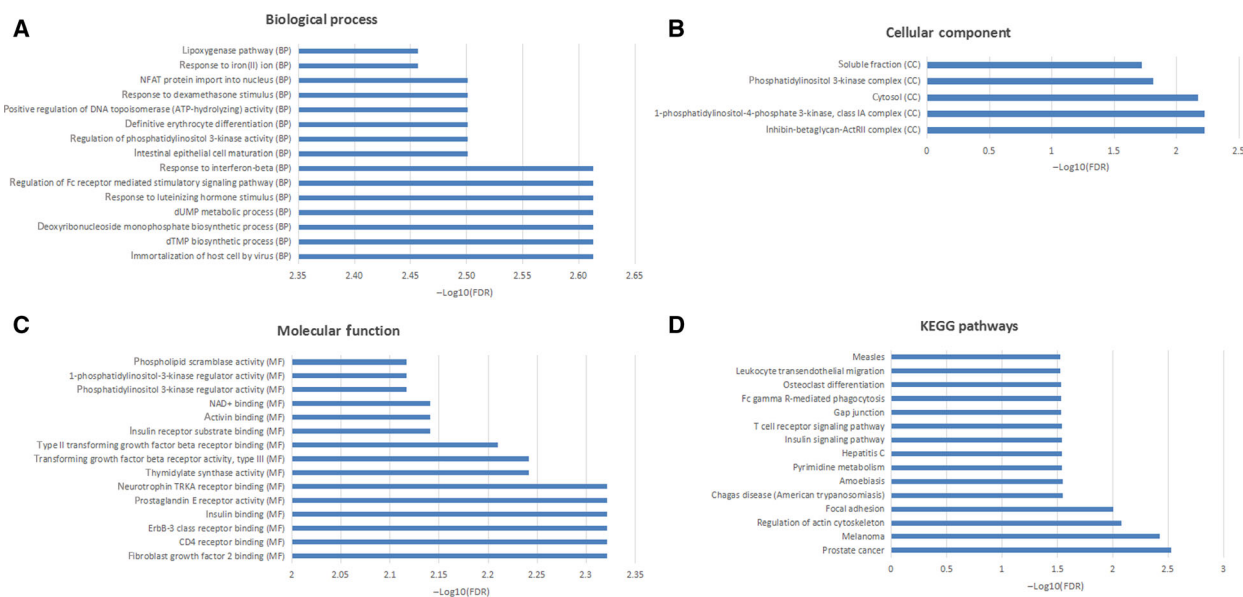 A
Biological process
Lipoxygenase pathway (BP)
Response to iron(II) ion (BP)
NFAT protein import into nucleus (BP)
Response to dexamethasone stimulus (BP)
Positive regulation of DNA topoisomerase (ATP-hydrolyzing) activity (BP)
Definitive erythrocyte differentiation (BP)
Regulation of phosphatidylinositol 3-kinase activity (BP)
Intestinal epithelial cell maturation (BP)
Response to interferon-beta (BP)
Regulation of Fc receptor mediated stimulatory signaling pathway (BP)
Response to luteinizing hormone stimulus (BP)
dUMP metabolic process (BP)
Deoxyribonucleoside monophosphate biosynthetic process (BP)
dTMP biosynthetic process (BP)
Immortalization of host cell by virus (BP)
2.35 2.40 2.45 2.50 2.55 2.60 2.65
−Log10(FDR)
B
Cellular component
Soluble fraction (CC)
Phosphatidylinositol 3-kinase complex (CC)
Cytosol (CC)
1-phosphatidylinositol-4-phosphate 3-kinase, class IA complex (CC)
Inhibin-betaglycan-ActRII complex (CC)
0 0.5 1 1.5 2 2.5
−Log10(FDR)
C
Molecular function
Phospholipid scramblase activity (MF)
1-phosphatidylinositol-3-kinase regulator activity (MF)
Phosphatidylinositol 3-kinase regulator activity (MF)
NAD+ binding (MF)
Activin binding (MF)
Insulin receptor substrate binding (MF)
Type II transforming growth factor beta receptor binding (MF)
Transforming growth factor beta receptor activity, type III (MF)
Thymidylate synthase activity (MF)
Neurotrophin TRKA receptor binding (MF)
Prostaglandin E receptor activity (MF)
Insulin binding (MF)
ErbB-3 class receptor binding (MF)
CD4 receptor binding (MF)
Fibroblast growth factor 2 binding (MF)
2 2.05 2.1 2.15 2.2 2.25 2.3 2.35
−Log10(FDR)
D
KEGG pathways
Measles
Leukocyte transendothelial migration
Osteoclast differentiation
Fc gamma R-mediated phagocytosis
Gap junction
T cell receptor signaling pathway
Insulin signaling pathway
Hepatitis C
Pyrimidine metabolism
Amoebiasis
Chagas disease (American trypanosomiasis)
Focal adhesion
Regulation of actin cytoskeleton
Melanoma
Prostate cancer
0 0.5 1 1.5 2 2.5 3
−Log10(FDR)